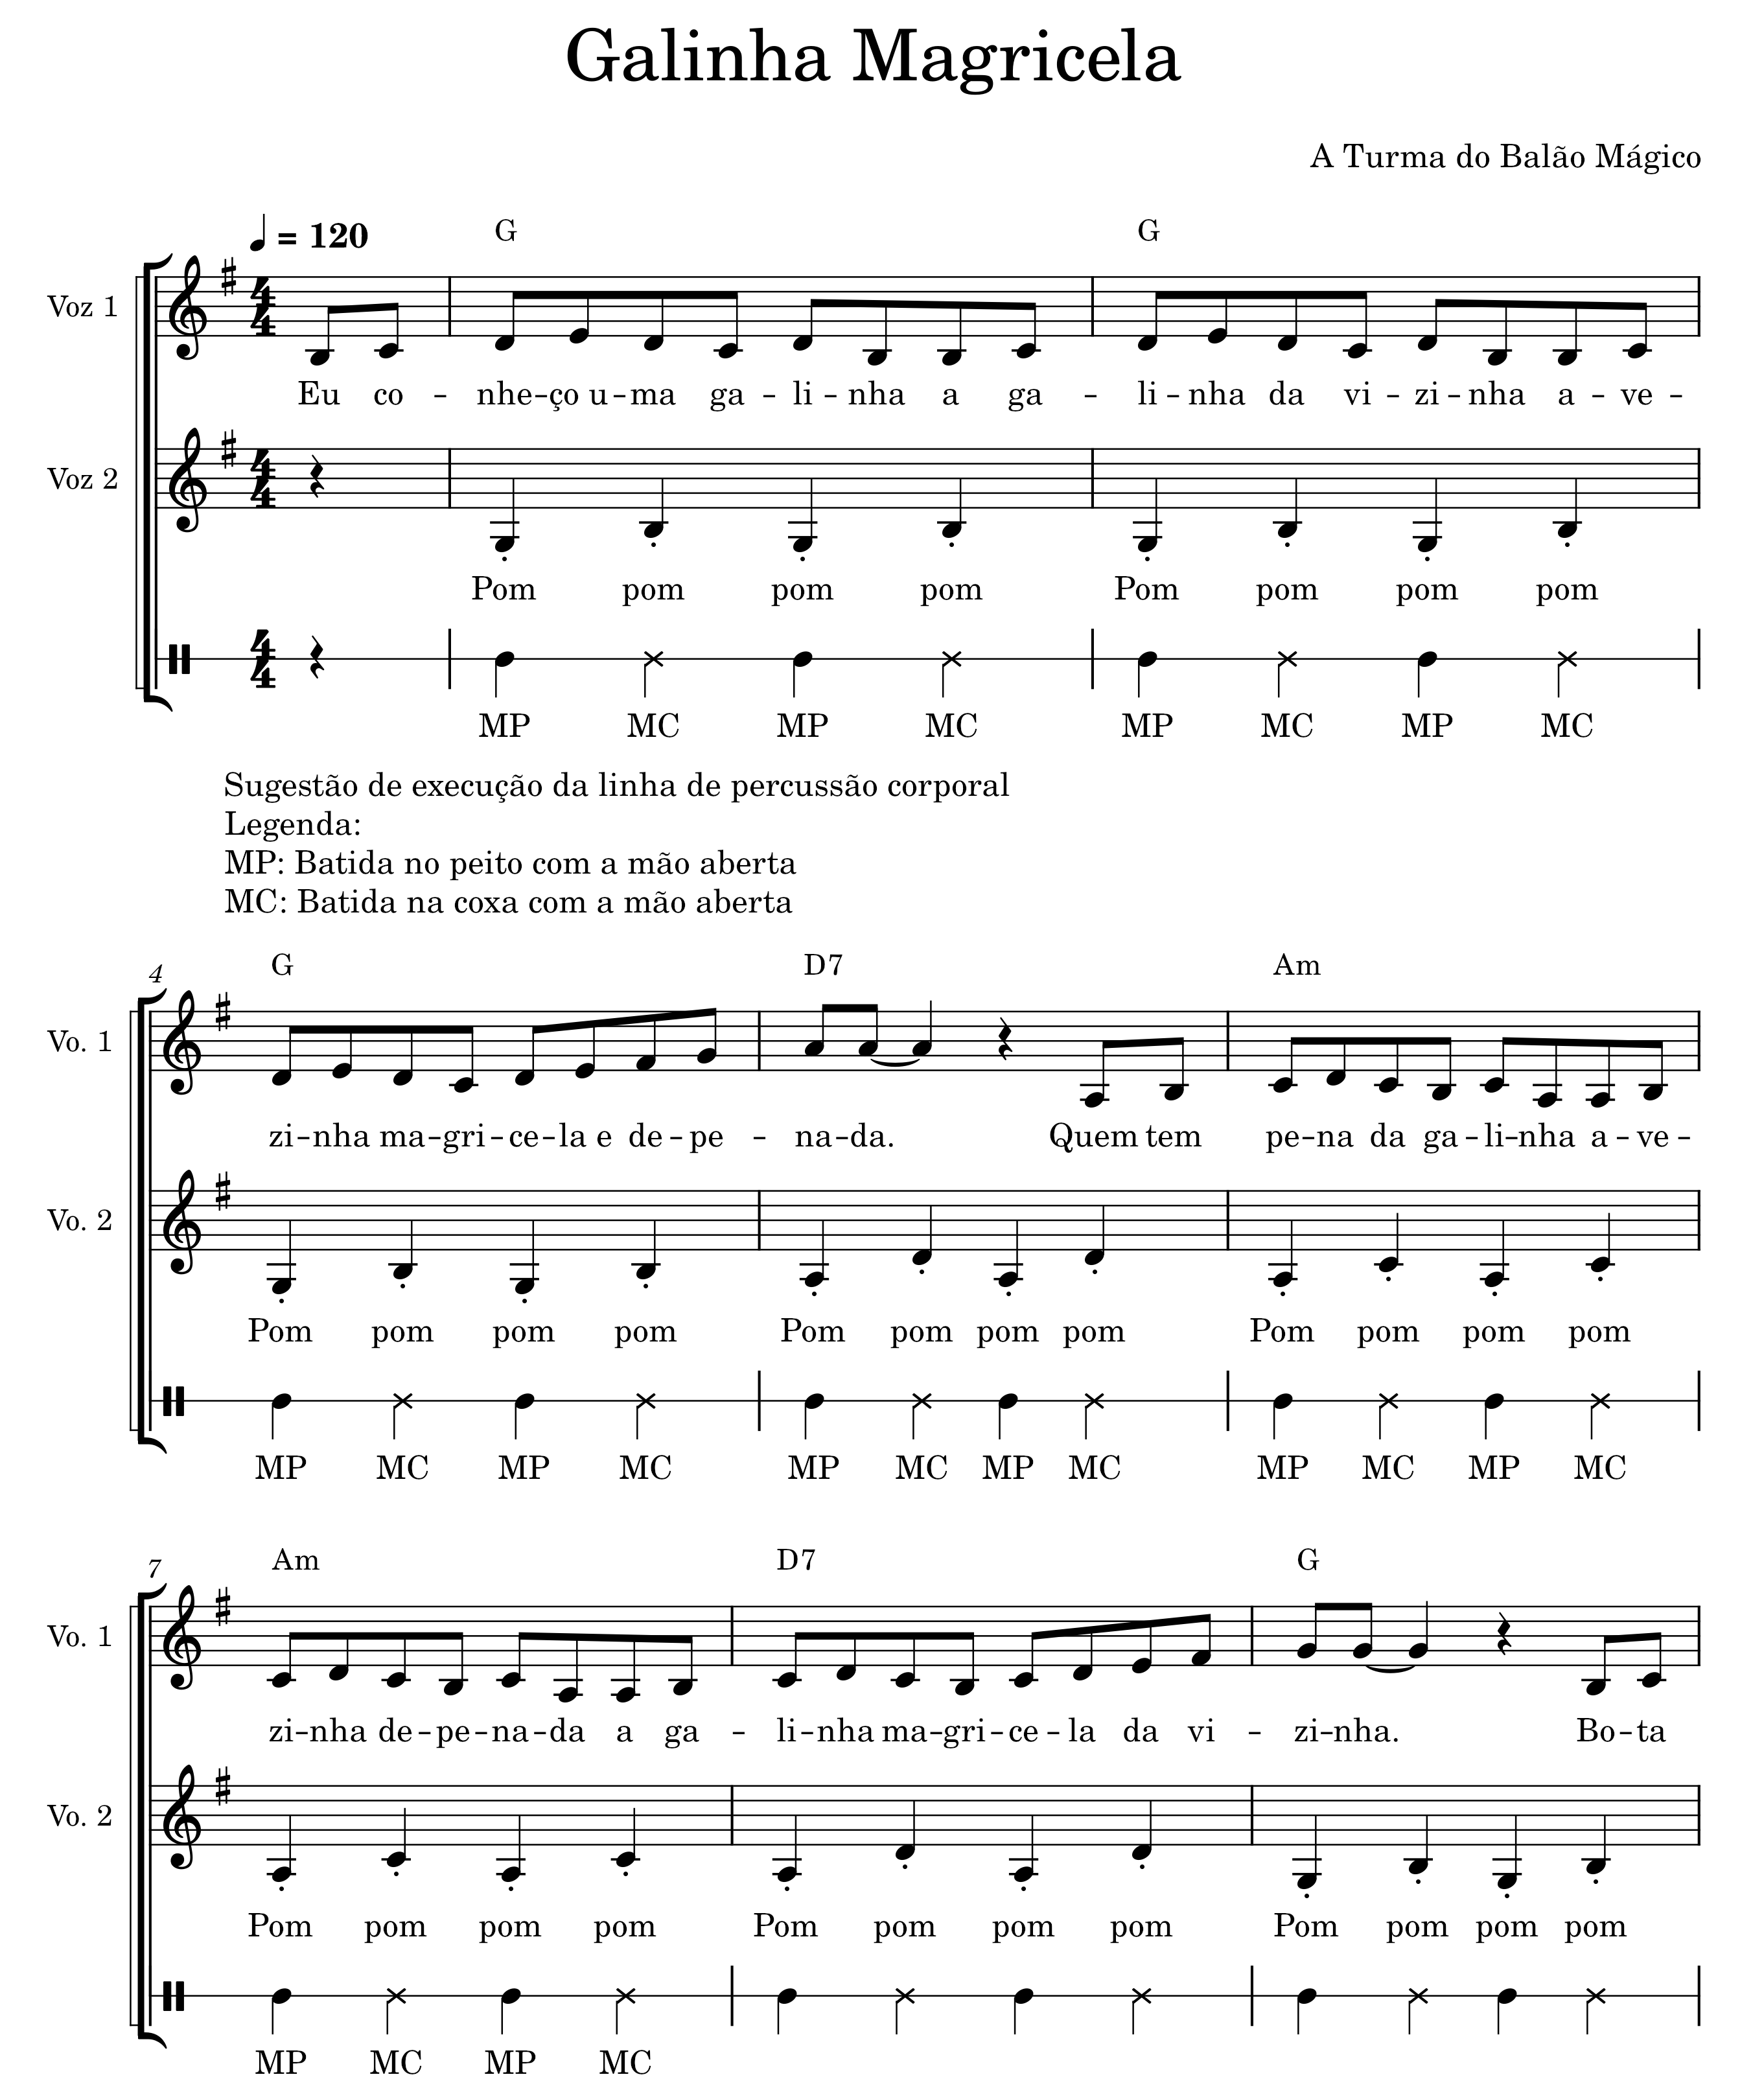 Galinha Magricela
A Turma do Balão Mágico
= 120
G G
Voz 1
4/4
Eu co - nhe - ço u - ma ga - li - nha a ga - li - nha da vi - zi - nha a - ve -
Voz 2
4/4
Pom pom pom pom Pom pom pom pom
4/4
MP MC MP MC MP MC MP MC
Sugestão de execução da linha de percussão corporal
Legenda:
MP: Batida no peito com a mão aberta
MC: Batida na coxa com a mão aberta
4 G D7 Am
Vo. 1
zi - nha ma - gri - ce - la e de - pe - na - da. Quem tem pe - na da ga - li - nha a - ve -
Vo. 2
Pom pom pom pom Pom pom pom pom Pom pom pom pom
MP MC MP MC MP MC MP MC MP MC MP MC
7 Am D7 G
Vo. 1
zi - nha de - pe - na - da a ga - li - nha ma - gri - ce - la da vi - zi - nha. Bo - ta
Vo. 2
Pom pom pom pom Pom pom pom pom Pom pom pom pom
MP MC MP MC